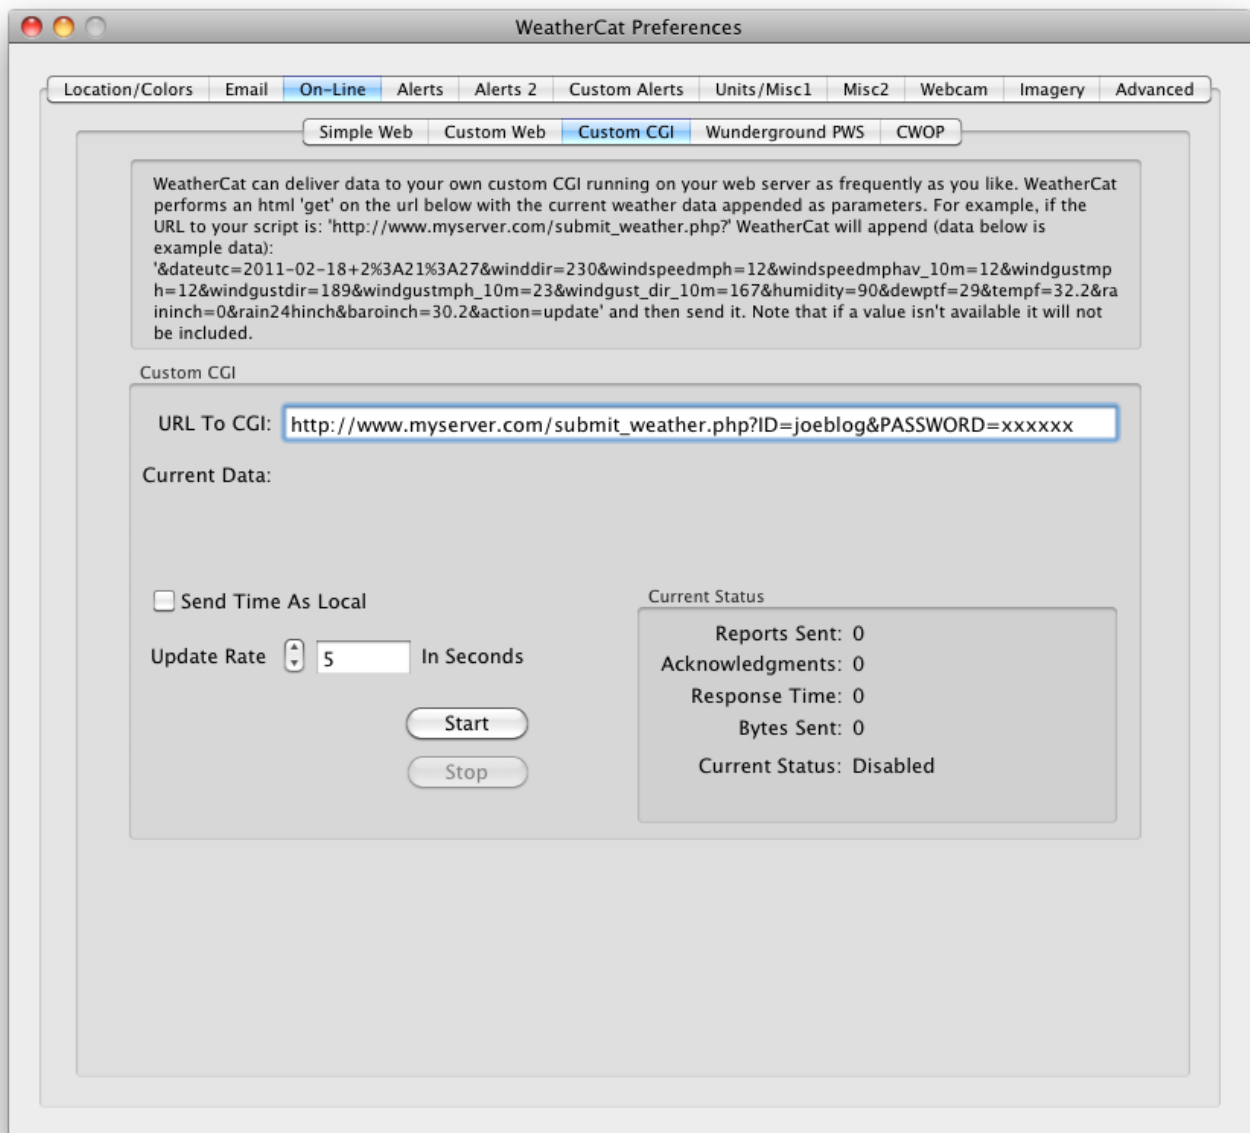 WeatherCat Preferences
Location/Colors Email On-Line Alerts Alerts 2 Custom Alerts Units/Misc1 Misc2 Webcam Imagery Advanced
Simple Web Custom Web Custom CGI Wunderground PWS CWOP
WeatherCat can deliver data to your own custom CGI running on your web server as frequently as you like. WeatherCat
performs an html 'get' on the url below with the current weather data appended as parameters. For example, if the
URL to your script is: 'http://www.myserver.com/submit_weather.php?' WeatherCat will append (data below is
example data):
'&dateutc=2011-02-18+2%3A21%3A27&winddir=230&windspeedmph=12&windspeedmphav_10m=12&windgustmp
h=12&windgustdir=189&windgustmph_10m=23&windgust_dir_10m=167&humidity=90&dewptf=29&tempf=32.2&ra
ininch=0&rain24hinch&baroinch=30.2&action=update' and then send it. Note that if a value isn't available it will not
be included.
Custom CGI
URL To CGI: http://www.myserver.com/submit_weather.php?ID=joeblog&PASSWORD=xxxxxx
Current Data:
Send Time As Local
Update Rate 5 In Seconds
Start
Stop
Current Status
Reports Sent: 0
Acknowledgments: 0
Response Time: 0
Bytes Sent: 0
Current Status: Disabled